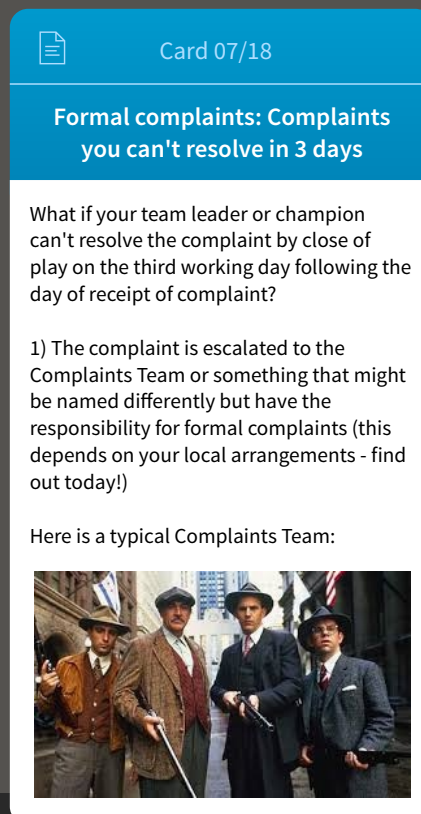 Card 07/18
Formal complaints: Complaints
you can't resolve in 3 days
What if your team leader or champion
can't resolve the complaint by close of
play on the third working day following the
day of receipt of complaint?
1) The complaint is escalated to the
Complaints Team or something that might
be named differently but have the
responsibility for formal complaints (this
depends on your local arrangements - find
out today!)
Here is a typical Complaints Team: